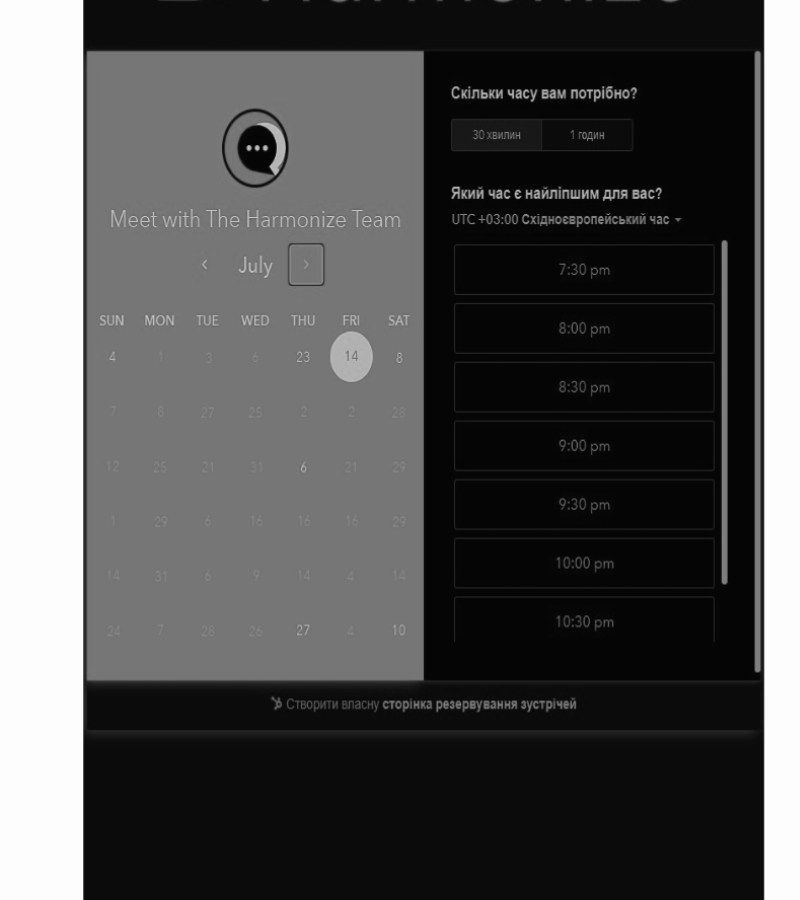 Meet with The Harmonize Team
July
SUN MON TUE WED THU FRI SAT
4 1 3 6 23 14 8
7 8 27 25 2 2 28
12 25 21 31 6 21 29
1 29 6 16 16 16 29
14 31 6 9 14 4 14
24 7 28 26 27 4 10
Скільки часу вам потрібно?
30 хвилин 1 годин
Який час є найліпшим для вас?
UTC +03:00 Східноєвропейський час
7:30 pm
8:00 pm
8:30 pm
9:00 pm
9:30 pm
10:00 pm
10:30 pm
Створити власну сторінка резервування зустрічей